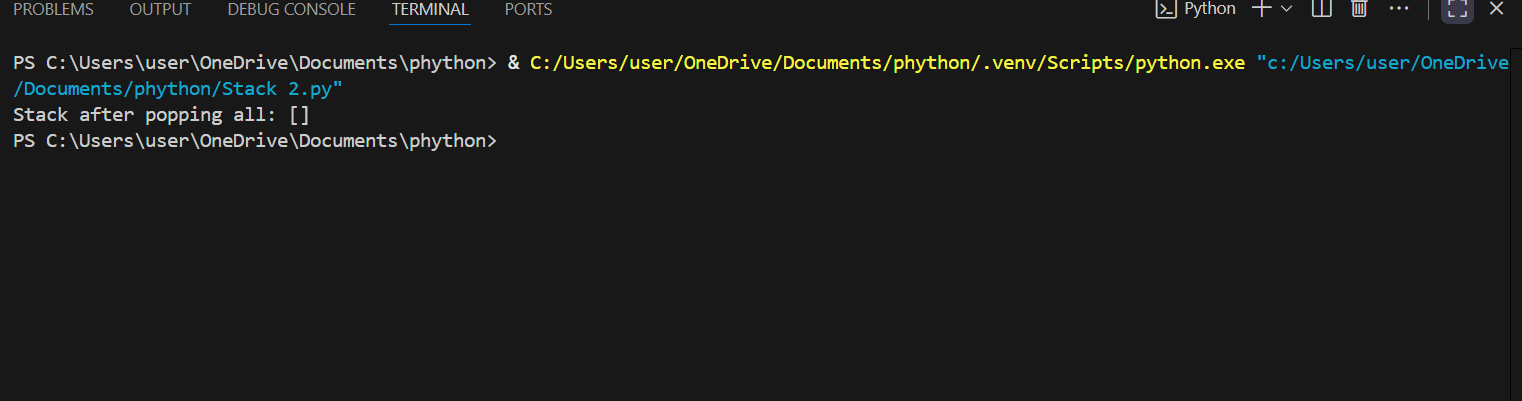 PROBLEMS OUTPUT DEBUG CONSOLE TERMINAL PORTS Python
PS C:\Users\user\OneDrive\Documents\phython> & C:/Users/user/OneDrive/Documents/phython/.venv/Scripts/python.exe "c:/Users/user/OneDrive
/Documents/phython/Stack 2.py"
Stack after popping all: []
PS C:\Users\user\OneDrive\Documents\phython>